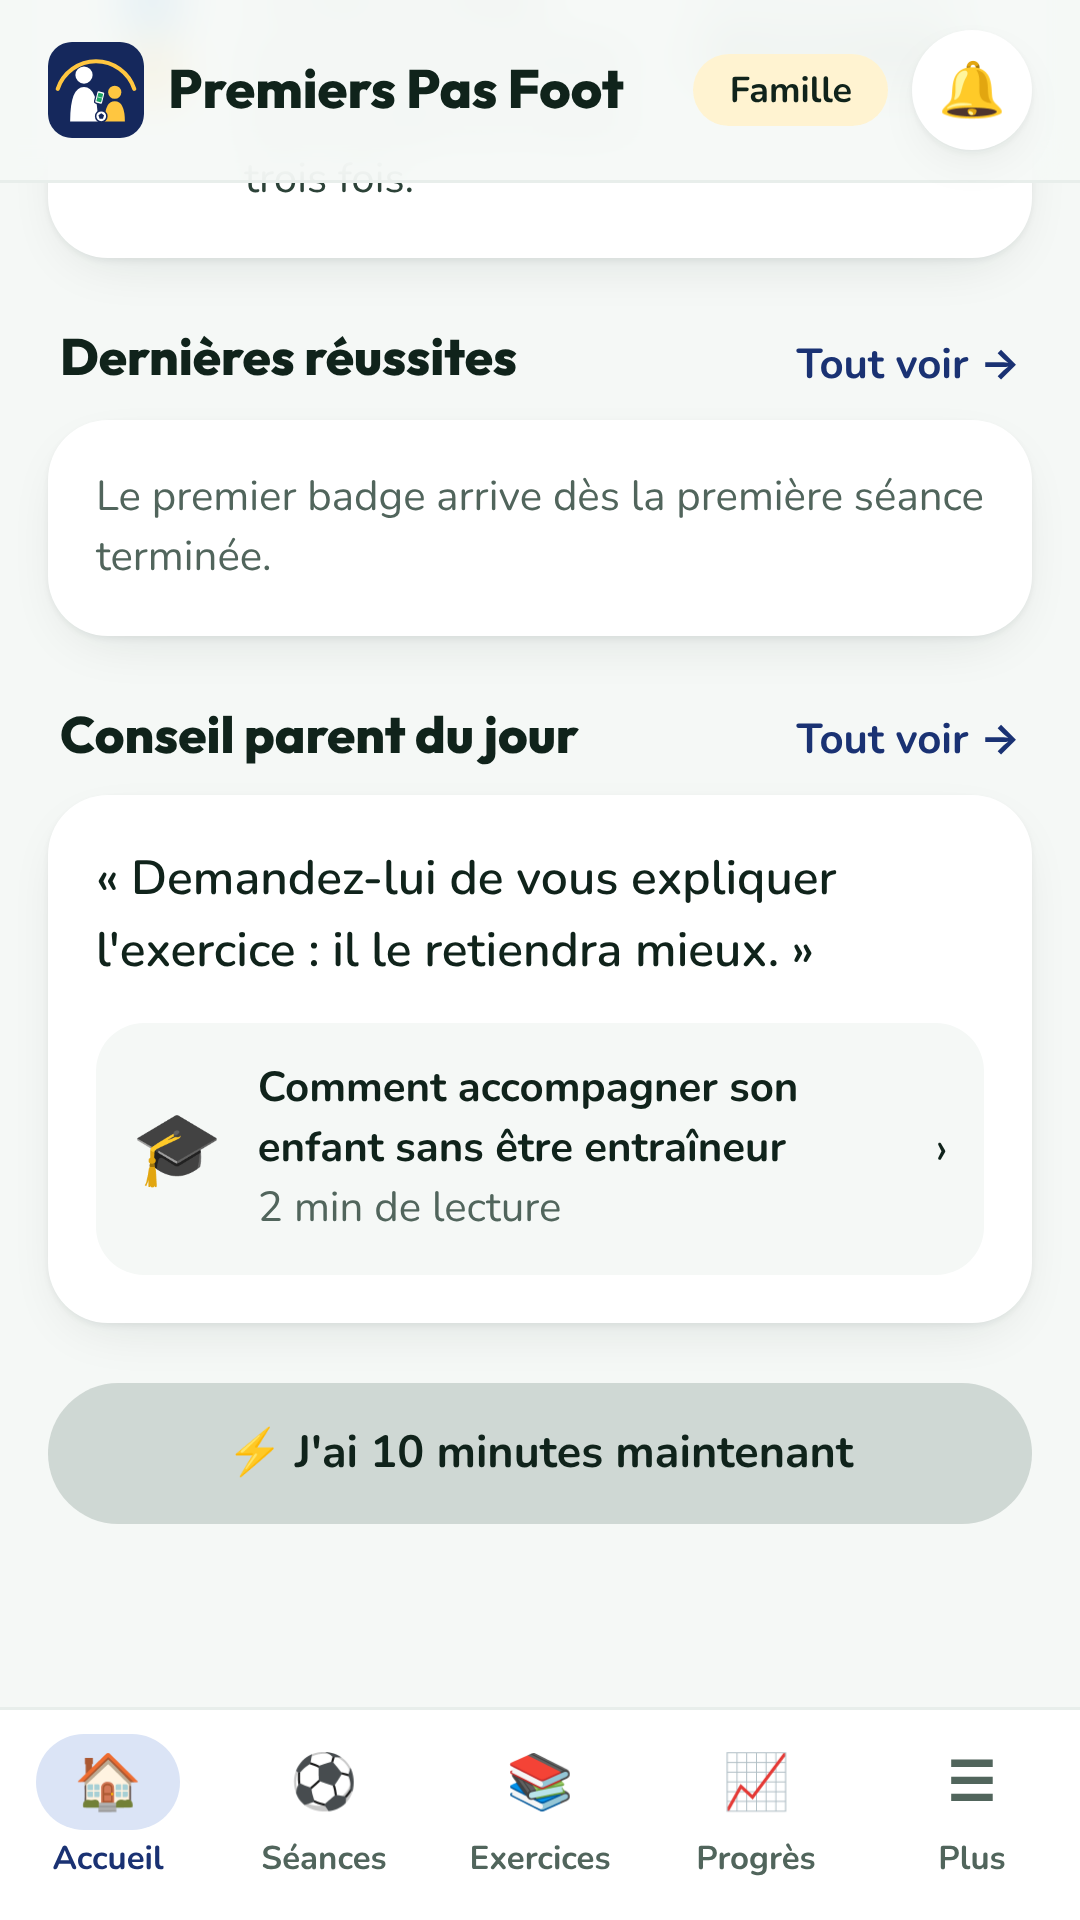 Premiers Pas Foot
Famille
trois fois.
Dernières réussites
Tout voir →
Le premier badge arrive dès la première séance
terminée.
Conseil parent du jour
Tout voir →
« Demandez-lui de vous expliquer
l'exercice : il le retiendra mieux. »
Comment accompagner son
enfant sans être entraîneur
2 min de lecture
›
⚡ J'ai 10 minutes maintenant
Accueil
Séances
Exercices
Progrès
Plus